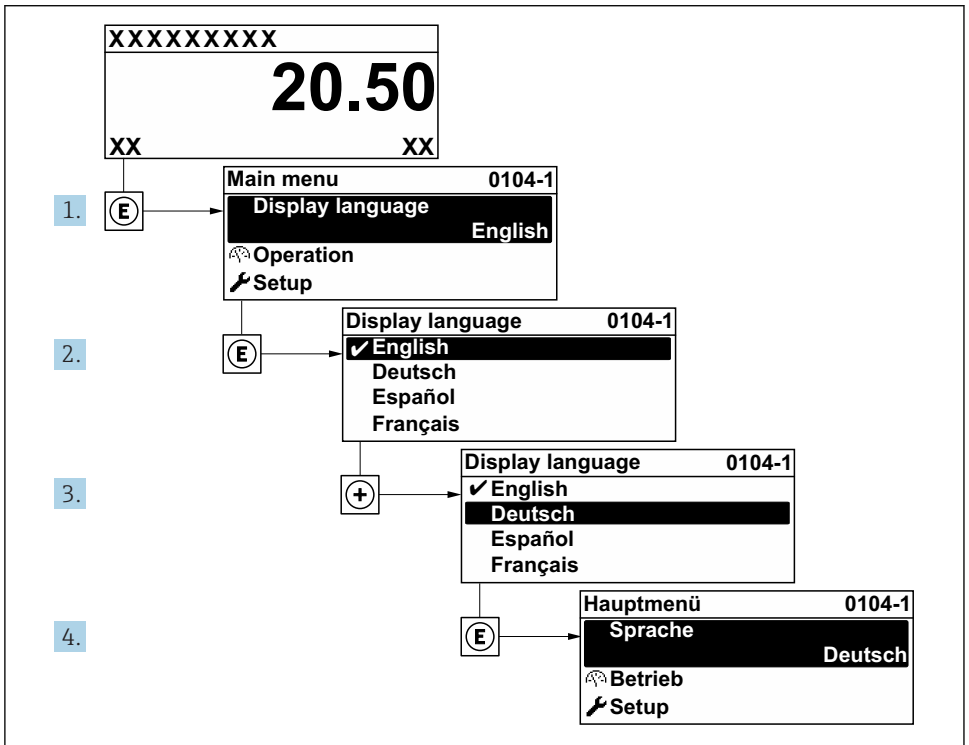 XXXXXXXXX
20.50
XX XX
1.
E
Main menu 0104-1
Display language
English
Operation
Setup
2.
E
Display language 0104-1
✔English
Deutsch
Español
Français
3.
+
Display language 0104-1
✔English
Deutsch
Español
Français
4.
E
Hauptmenü 0104-1
Sprache
Deutsch
Betrieb
Setup